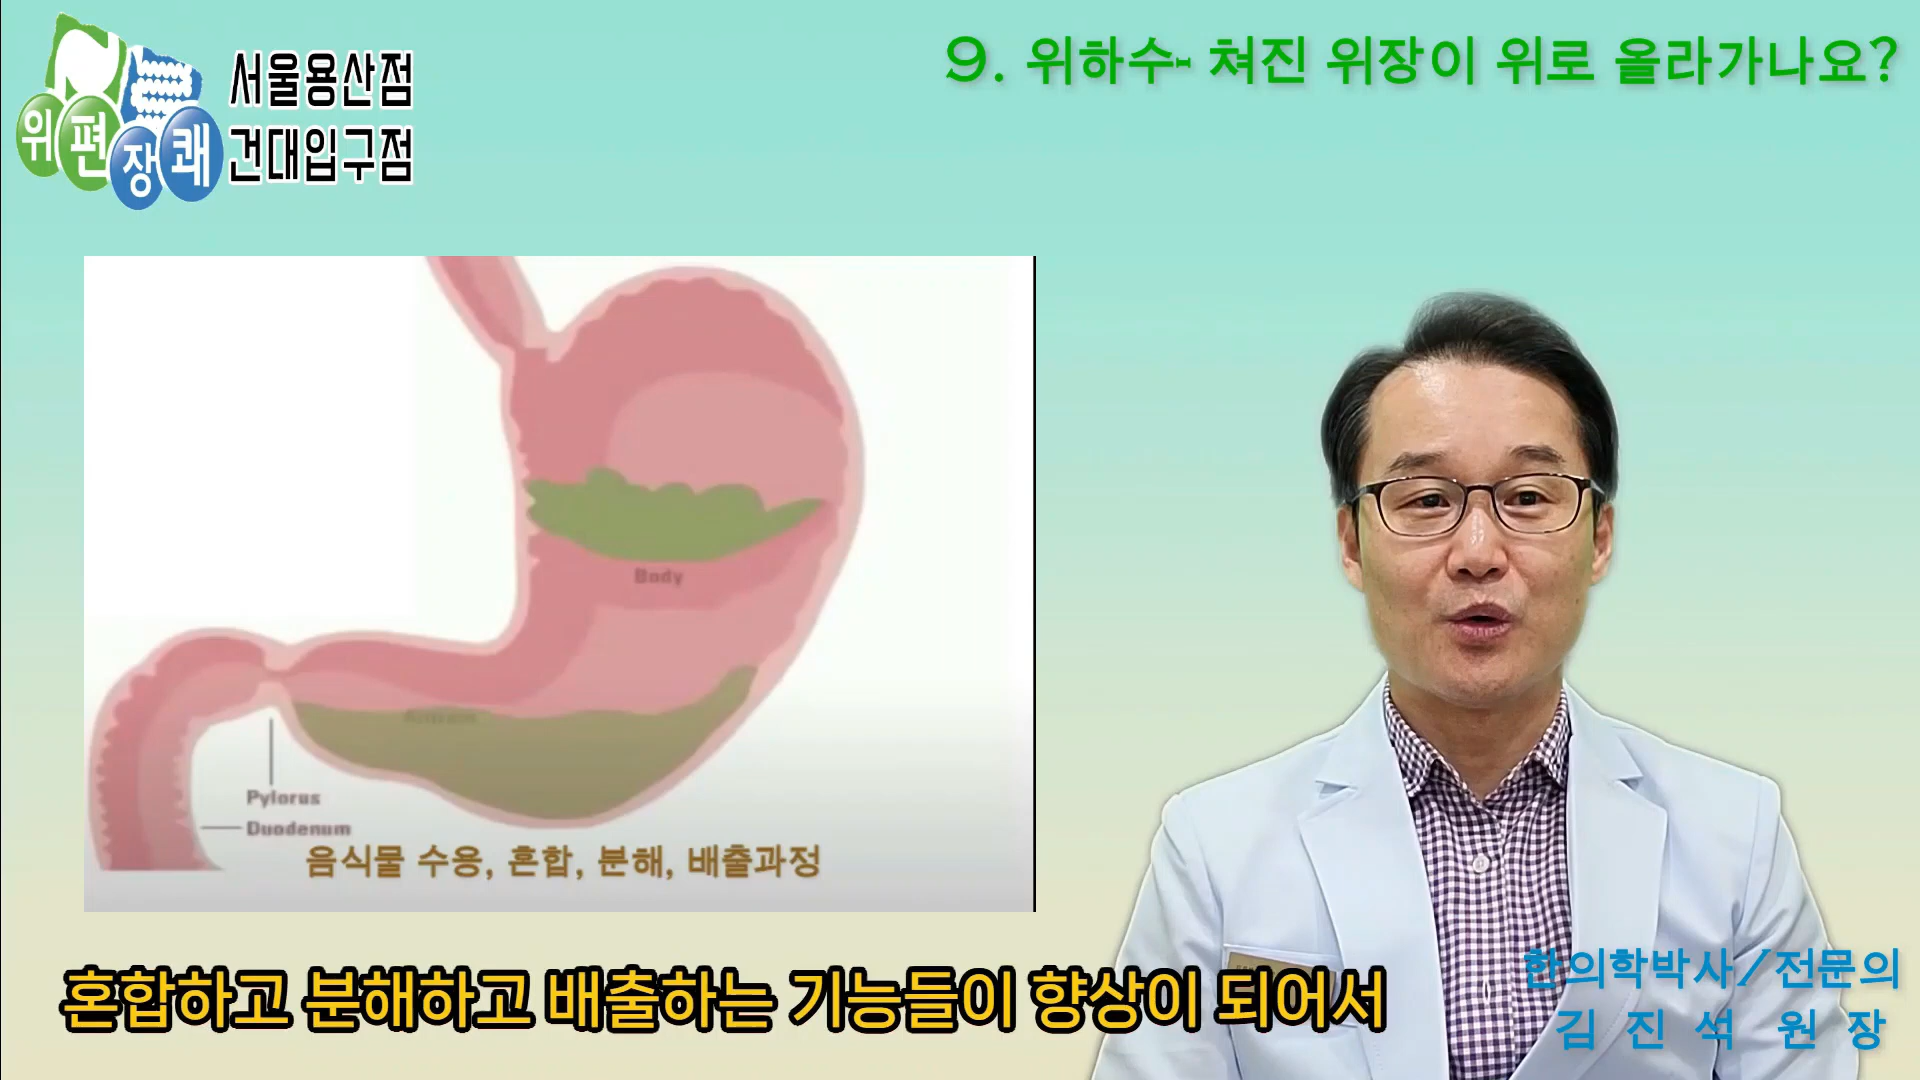 위편장쾌
서울용산점
건대입구점
9. 위하수- 쳐진 위장이 위로 올라가나요?
Body
Pylorus
Duodenum
음식물 수용, 혼합, 분해, 배출과정
혼합하고 분해하고 배출하는 기능들이 향상이 되어서
한의학박사/전문의
김 진 석 원 장